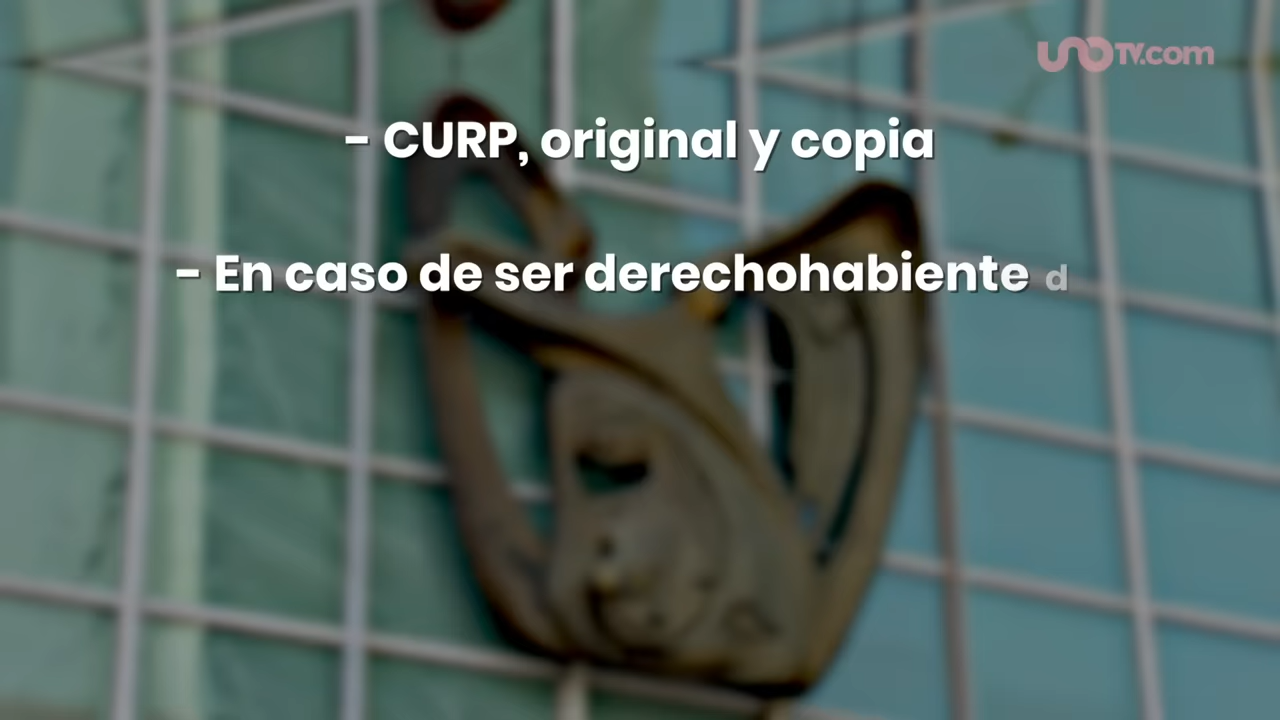 UNOTV.com
- CURP, original y copia
- En caso de ser derechohabiente d